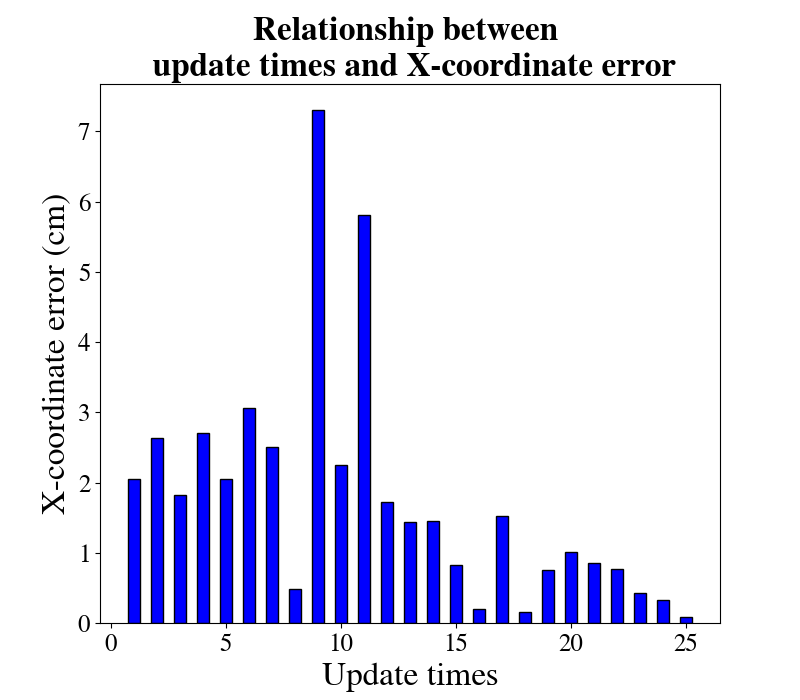 Relationship between
update times and X-coordinate error
X-coordinate error (cm)
7
6
5
4
3
2
1
0
0 5 10 15 20 25
Update times